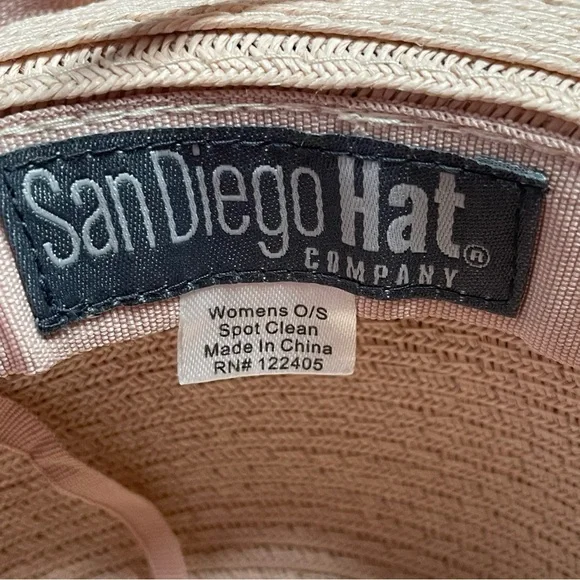 San Diego Hat®
COMPANY
Womens O/S
Spot Clean
Made In China
RN# 122405